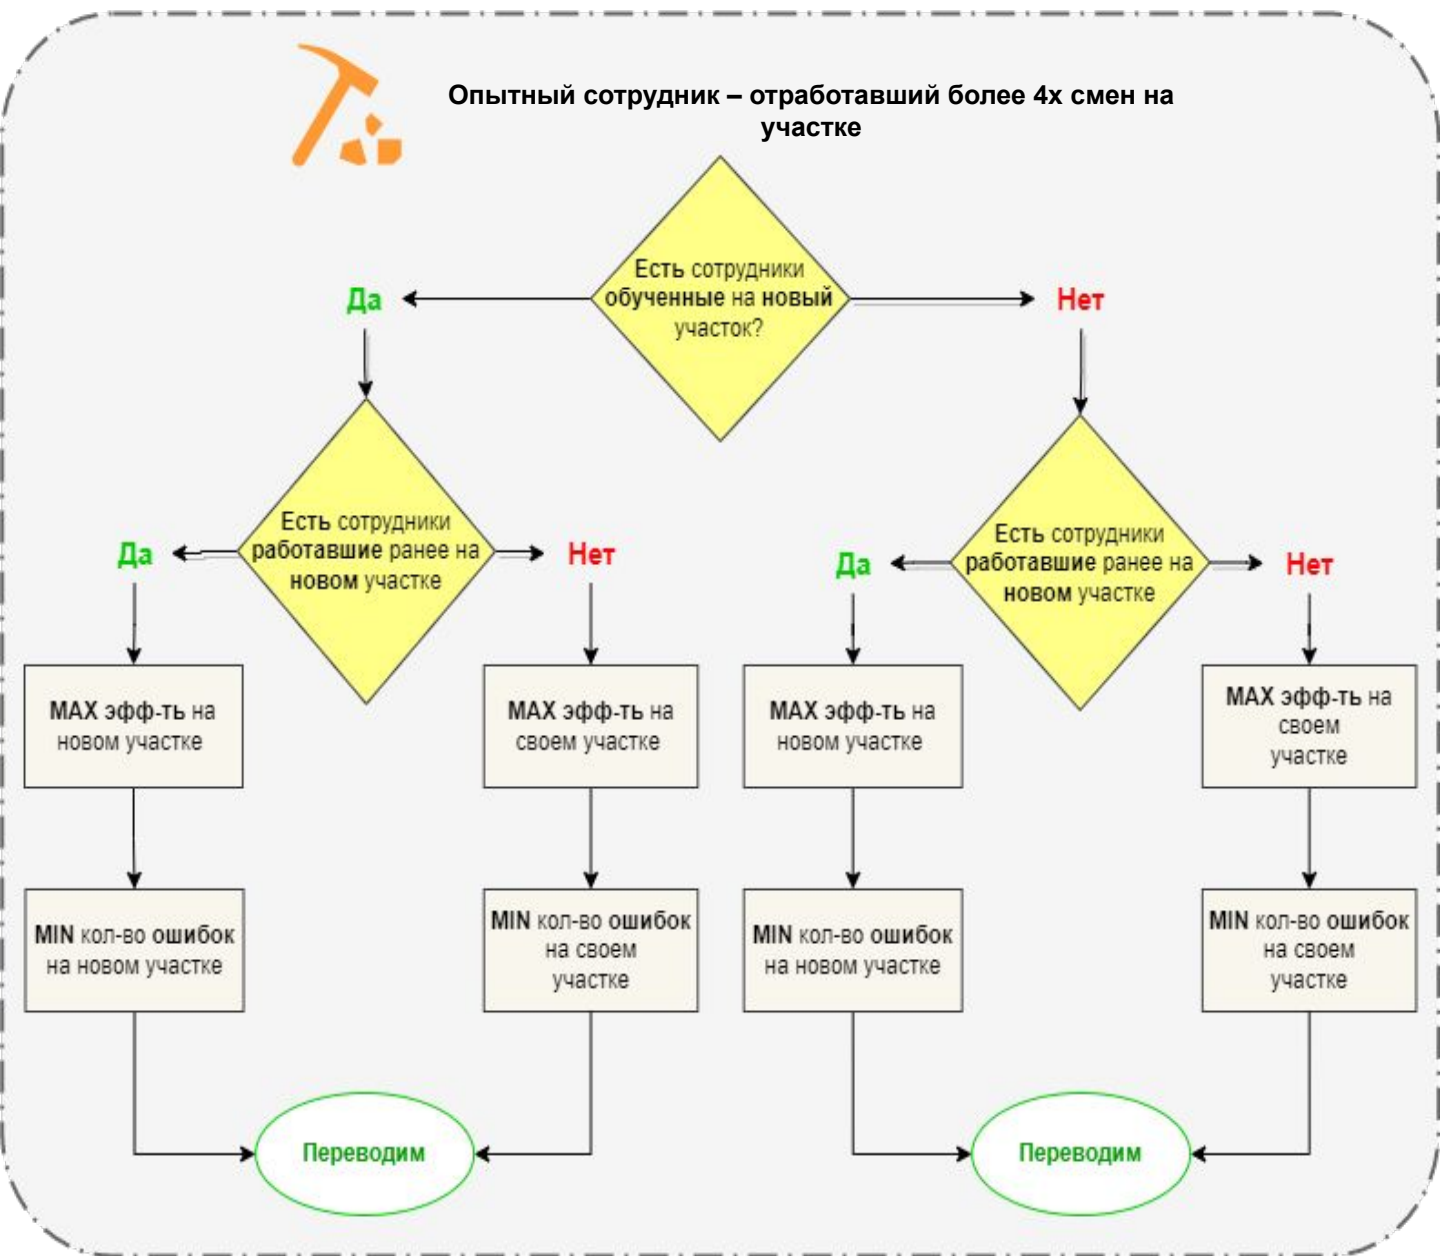 Опытный сотрудник – отработавший более 4х смен на
участке
Есть сотрудники
обученные на новый
участок?
Да
Нет
Есть сотрудники
работавшие ранее на
новом участке
Да
Нет
Есть сотрудники
работавшие ранее на
новом участке
Да
Нет
MAX эфф-ть на
новом участке
MAX эфф-ть на
своем участке
MAX эфф-ть на
новом участке
MAX эфф-ть на
своем
участке
MIN кол-во ошибок
на новом участке
MIN кол-во ошибок
на своем
участке
MIN кол-во ошибок
на новом участке
MIN кол-во ошибок
на своем
участке
Переводим
Переводим